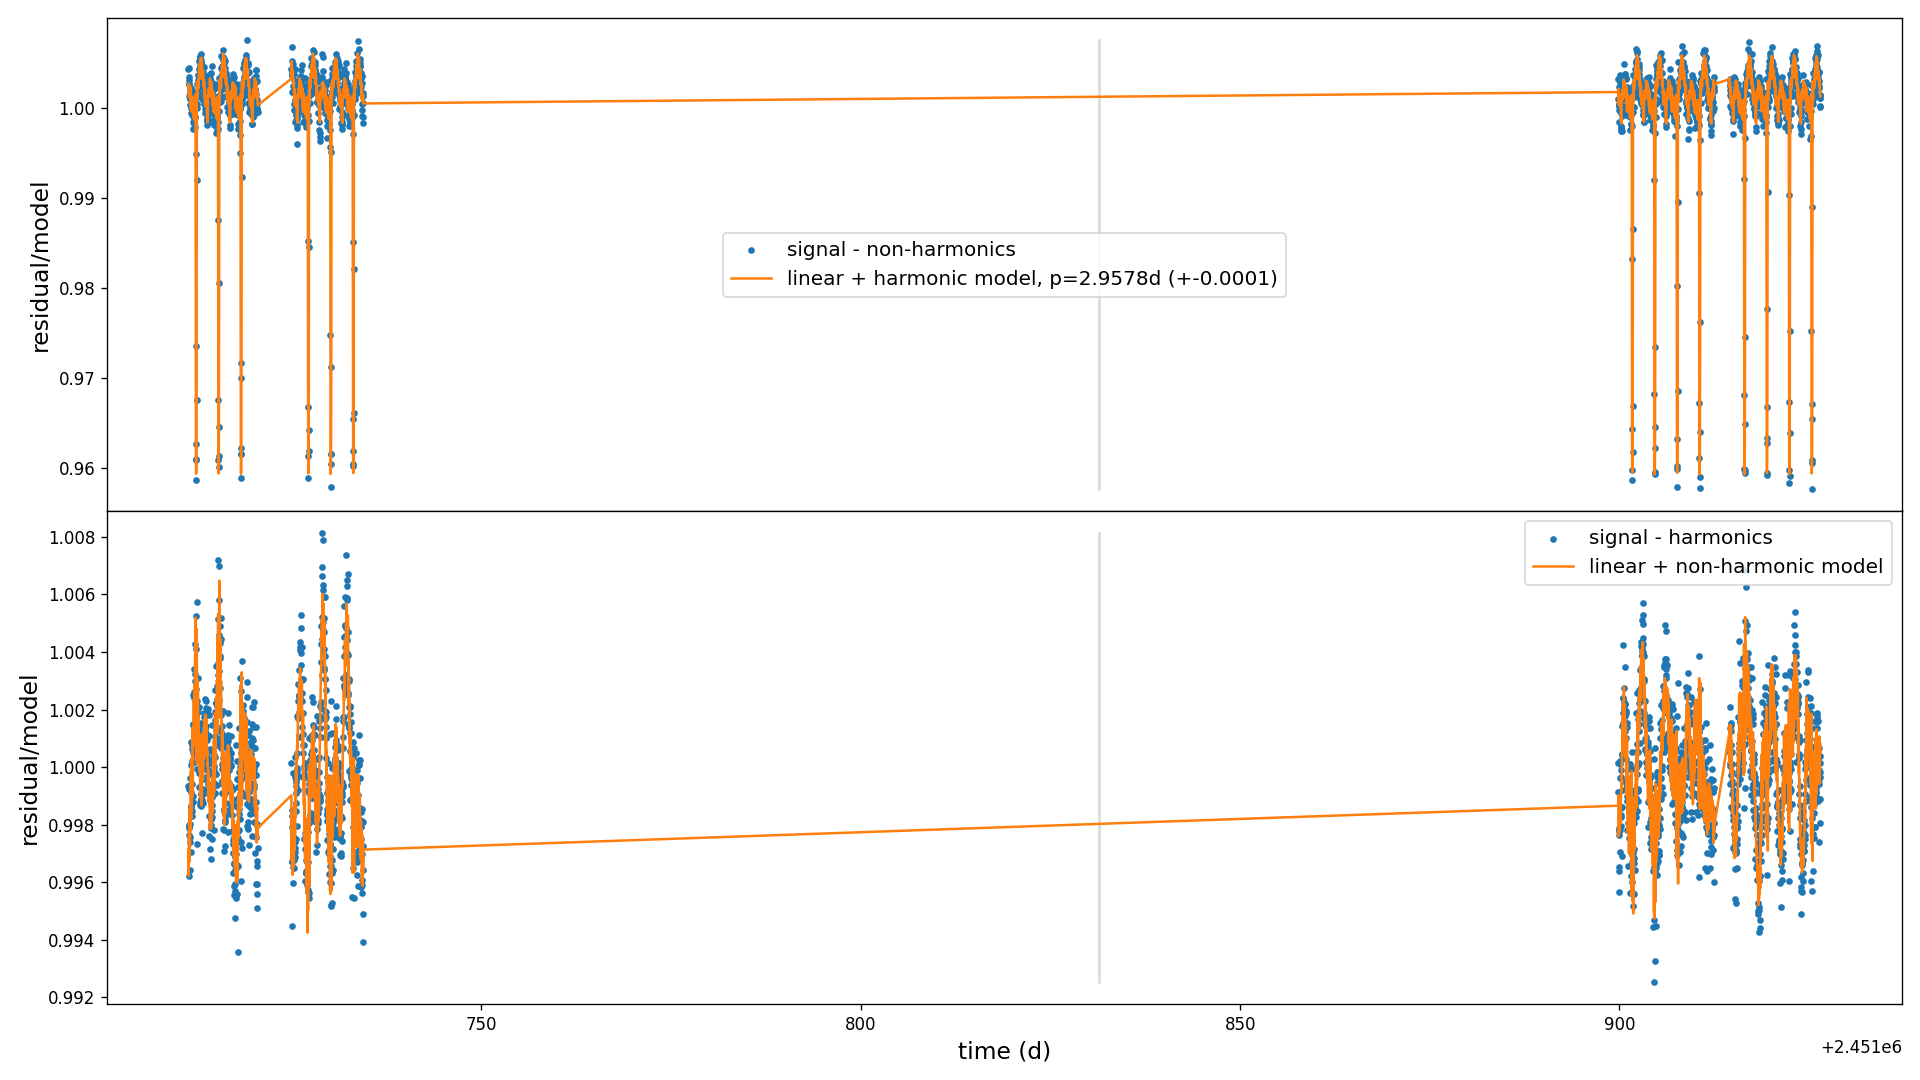 1.00
0.99
0.98
0.97
0.96
residual/model
signal - non-harmonics
linear + harmonic model, p=2.9578d (+-0.0001)
1.008
1.006
1.004
1.002
1.000
0.998
0.996
0.994
0.992
residual/model
signal - harmonics
linear + non-harmonic model
750
800
850
900
time (d)
+2.451e6